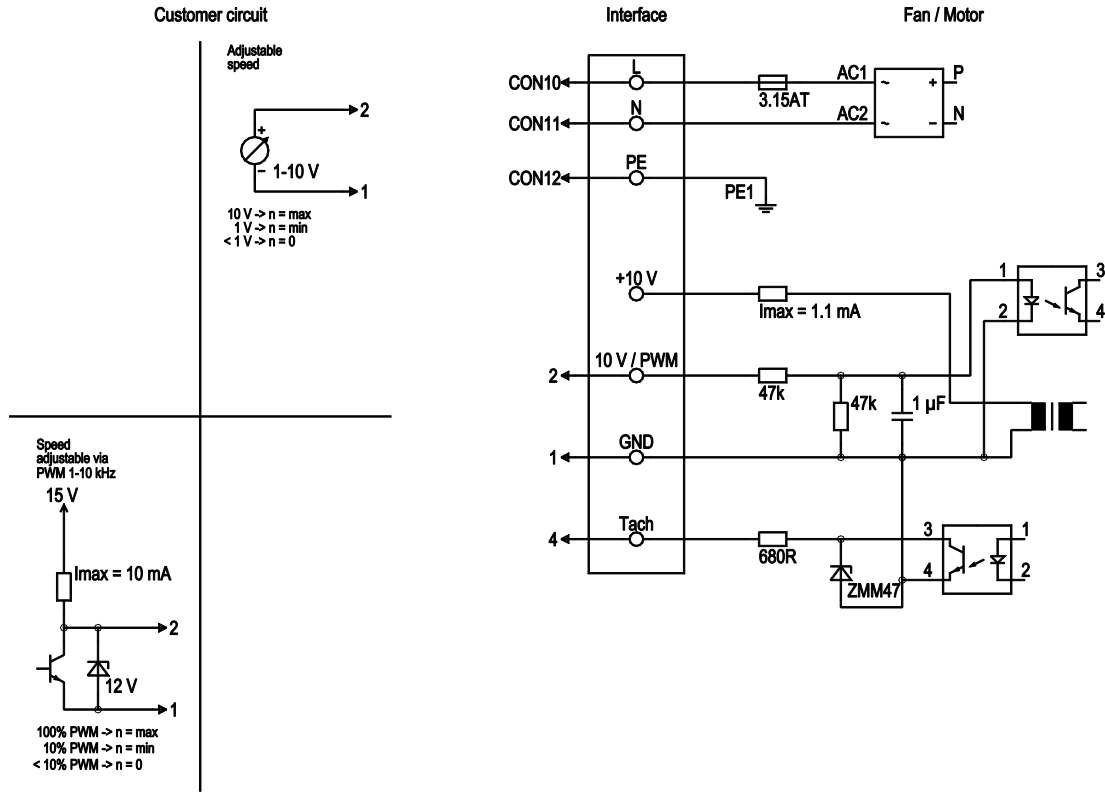 Customer circuit
Interface
Fan / Motor
Adjustable
speed
2
+
–
1-10 V
1
10 V -> n = max
1 V -> n = min
< 1 V -> n = 0
Speed
adjustable via
PWM 1-10 kHz
15 V
Imax = 10 mA
2
12 V
1
100% PWM -> n = max
10% PWM -> n = min
< 10% PWM -> n = 0
L
CON10
3.15AT
AC1
~
+
P
N
CON11
AC2
~
–
N
PE
CON12
PE1
+10 V
Imax = 1.1 mA
1
3
2
4
10 V / PWM
2
47k
47k
1 µF
GND
1
Tach
4
680R
3
1
4
2
ZMM47